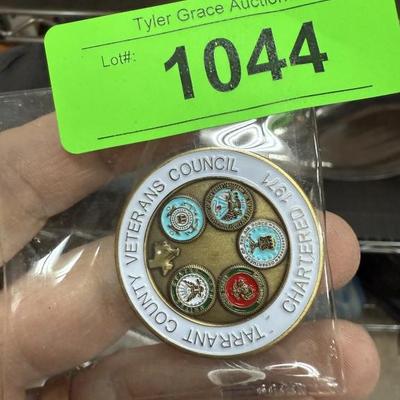 Tyler Grace Auction
Lot#:
1044
TARRANT COUNTY VETERANS COUNCIL
CHARTERED 1971